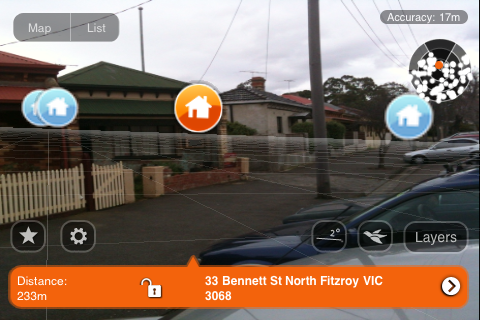 Map
List
Accuracy: 17m
2°
Layers
Distance:
233m
33 Bennett St North Fitzroy VIC
3068